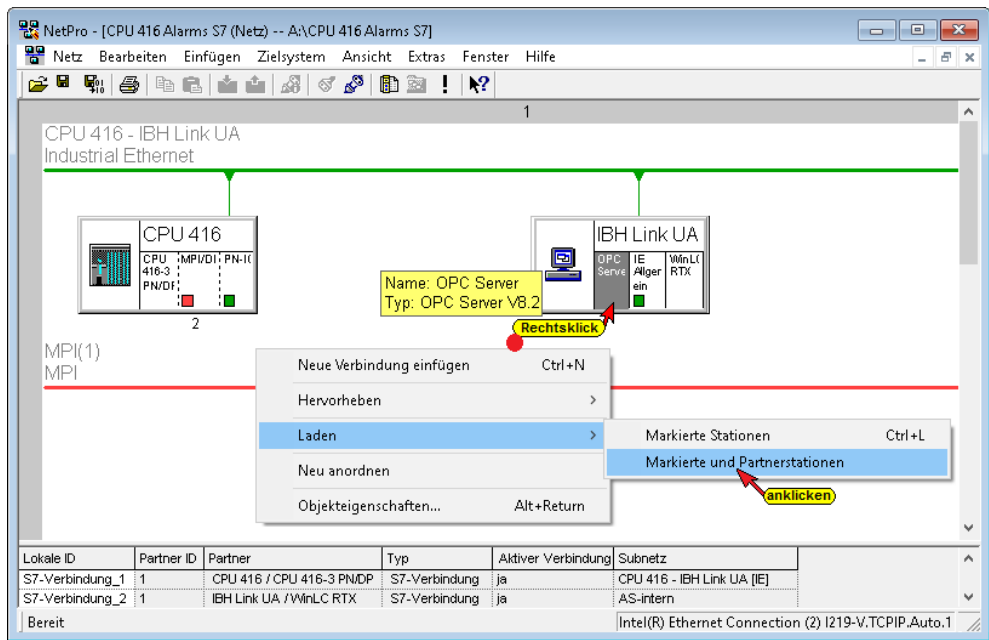 NetPro - [CPU 416 Alarms S7 (Netz) -- A:\CPU 416 Alarms S7]
Netz Bearbeiten Einfügen Zielsystem Ansicht Extras Fenster Hilfe
1
CPU 416 - IBH Link UA
Industrial Ethernet
CPU 416
CPU 416-3 PN/DP
MPI/DI
PN-I(
2
IBH Link UA
OPC Serve
IE Allgemein
WinL(
RTX
Name: OPC Server
Typ: OPC Server V8.2
Rechtsklick
MPI(1)
MPI
Neue Verbindung einfügen Ctrl+N
Hervorheben
Laden
Neu anordnen
Objekteigenschaften... Alt+Return
Markierte Stationen Ctrl+L
Markierte und Partnerstationen
anklicken
Lokale ID Partner ID Partner Typ Aktiver Verbindung Subnetz
S7-Verbindung_1 1 CPU 416 / CPU 416-3 PN/DP S7-Verbindung ja CPU 416 - IBH Link UA [IE]
S7-Verbindung_2 1 IBH Link UA / WinLC RTX S7-Verbindung ja AS-intern
Bereit Intel(R) Ethernet Connection (2) I219-V.TCPIP.Auto.1